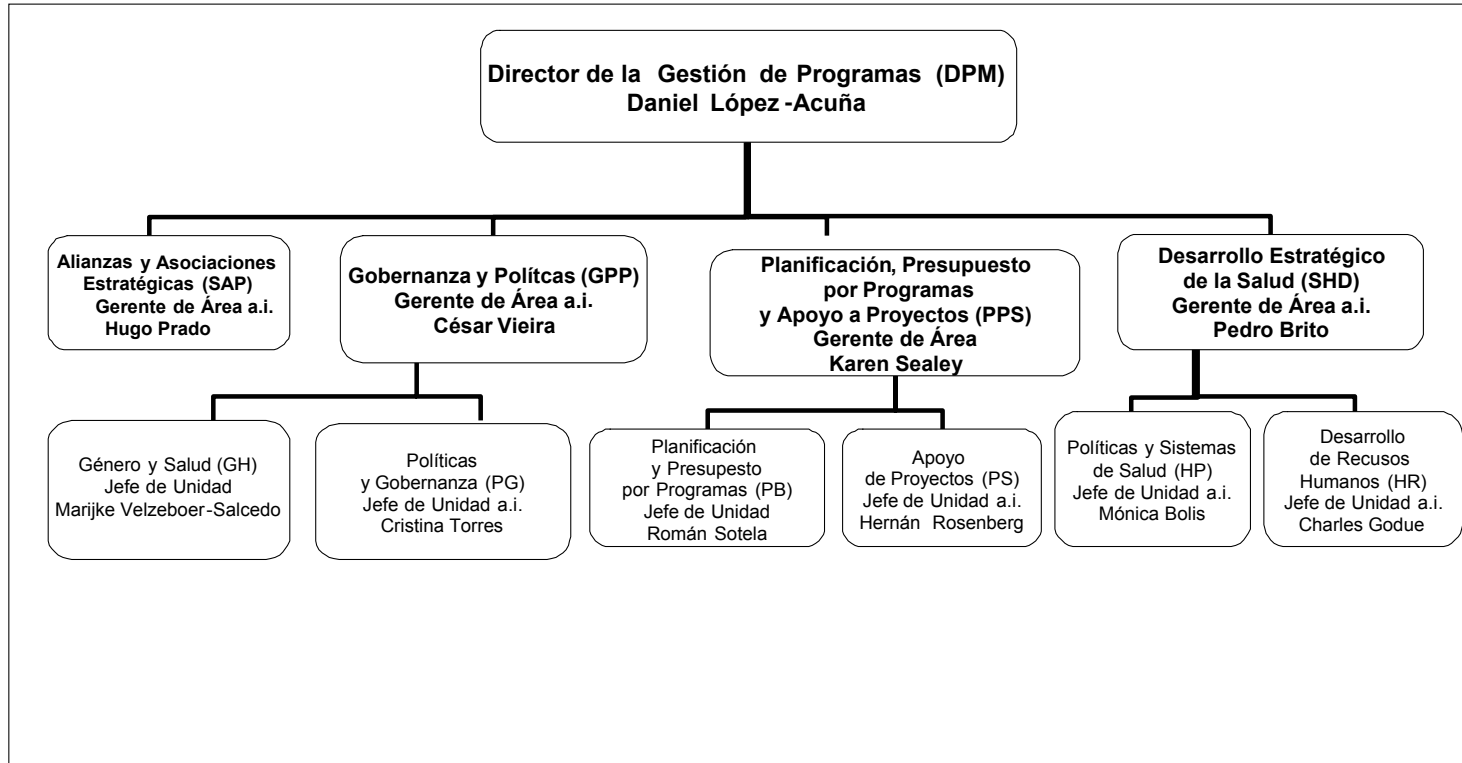 Director de la Gestión de Programas (DPM)
Daniel López-Acuña
Alianzas y Asociaciones
Estratégicas (SAP)
Gerente de Área a.i.
Hugo Prado
Gobernanza y Polítcas (GPP)
Gerente de Área a.i.
César Vieira
Planificación, Presupuesto
por Programas
y Apoyo a Proyectos (PPS)
Gerente de Área
Karen Sealey
Desarrollo Estratégico
de la Salud (SHD)
Gerente de Área a.i.
Pedro Brito
Género y Salud (GH)
Jefe de Unidad
Marijke Velzeboer-Salcedo
Políticas
y Gobernanza (PG)
Jefe de Unidad a.i.
Cristina Torres
Planificación
y Presupesto
por Programas (PB)
Jefe de Unidad
Román Sotela
Apoyo
de Proyectos (PS)
Jefe de Unidad a.i.
Hernán Rosenberg
Políticas y Sistemas
de Salud (HP)
Jefe de Unidad a.i.
Mónica Bolis
Desarrollo
de Recusos
Humanos (HR)
Jefe de Unidad a.i.
Charles Godue